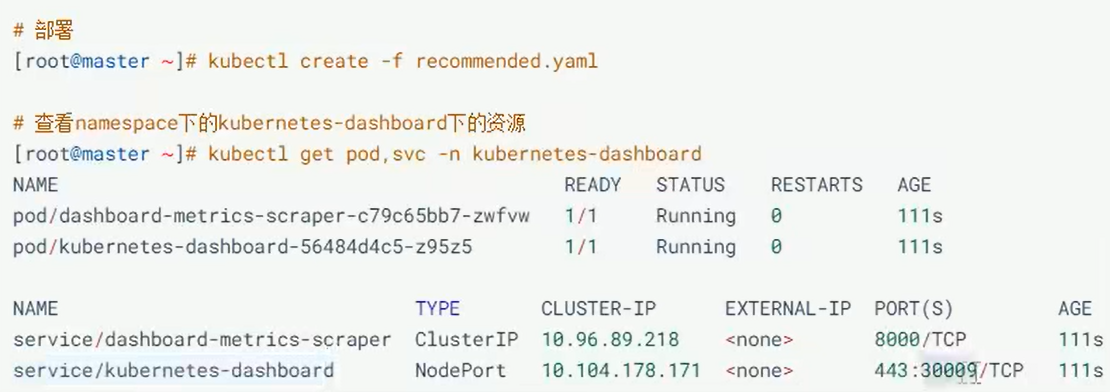 # 部署
[root@master ~]# kubectl create -f recommended.yaml
# 查看namespace下的kubernetes-dashboard下的资源
[root@master ~]# kubectl get pod,svc -n kubernetes-dashboard
NAME READY STATUS RESTARTS AGE
pod/dashboard-metrics-scraper-c79c65bb7-zwfvw 1/1 Running 0 111s
pod/kubernetes-dashboard-56484d4c5-z95z5 1/1 Running 0 111s
NAME TYPE CLUSTER-IP EXTERNAL-IP PORT(S) AGE
service/dashboard-metrics-scraper ClusterIP 10.96.89.218 <none> 8000/TCP 111s
service/kubernetes-dashboard NodePort 10.104.178.171 <none> 443:30009/TCP 111s